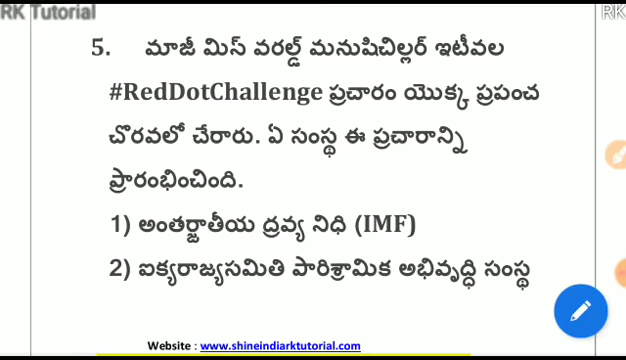 RK Tutorial
RK
5. మాజీ మిస్ వరల్డ్ మనుషిచిల్లర్ ఇటీవల
#RedDotChallenge ప్రచారం యొక్క ప్రపంచ
చొరవలో చేరారు. ఏ సంస్థ ఈ ప్రచారాన్ని
ప్రారంభించింది.
1) అంతర్జాతీయ ద్రవ్య నిధి (IMF)
2) ఐక్యరాజ్యసమితి పారిశ్రామిక అభివృద్ధి సంస్థ
Website : www.shineindiarktutorial.com